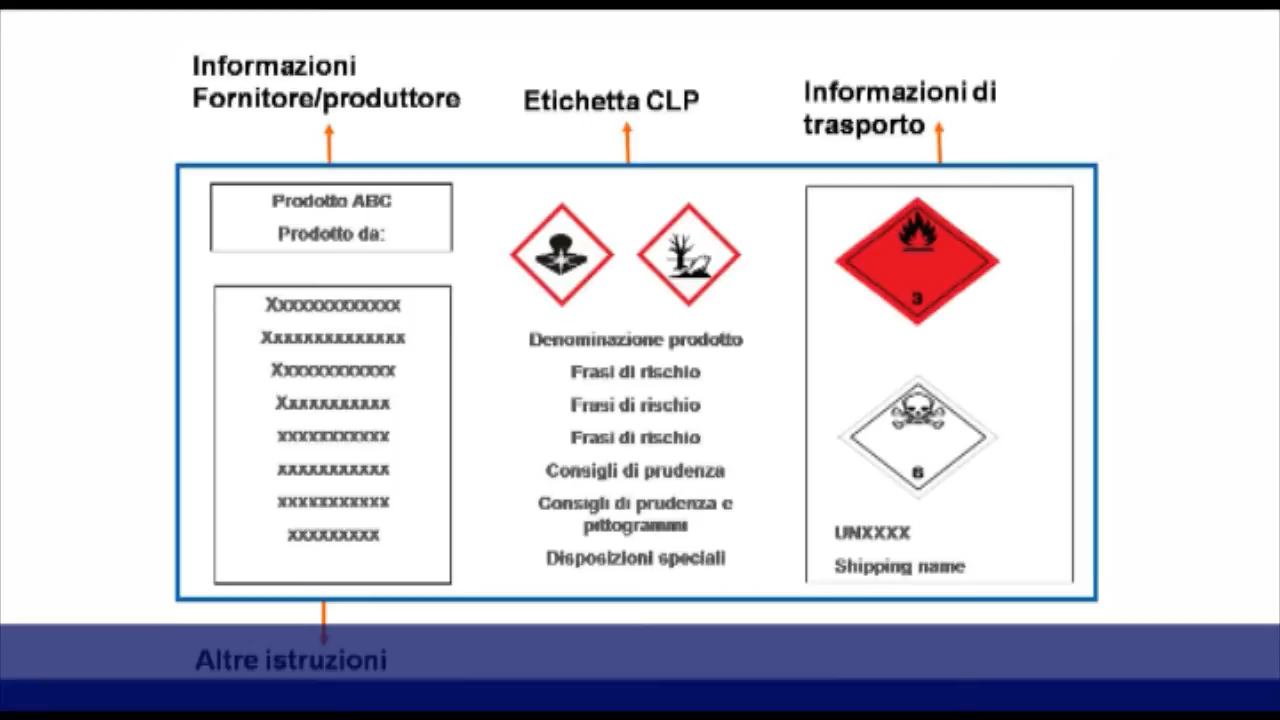 Informazioni
Fornitore/produttore
Etichetta CLP
Informazioni di
trasporto
Prodotto ABC
Prodotto da:
Xxxxxxxxxxxxx
Xxxxxxxxxxxxxx
Xxxxxxxxxxxx
Xxxxxxxxxxx
xxxxxxxxxxx
xxxxxxxxxxx
xxxxxxxxxxx
xxxxxxxxx
Denominazione prodotto
Frasi di rischio
Frasi di rischio
Frasi di rischio
Consigli di prudenza
Consigli di prudenza e
pittogrammi
Disposizioni speciali
3
6
UNXXXX
Shipping name
Altre istruzioni